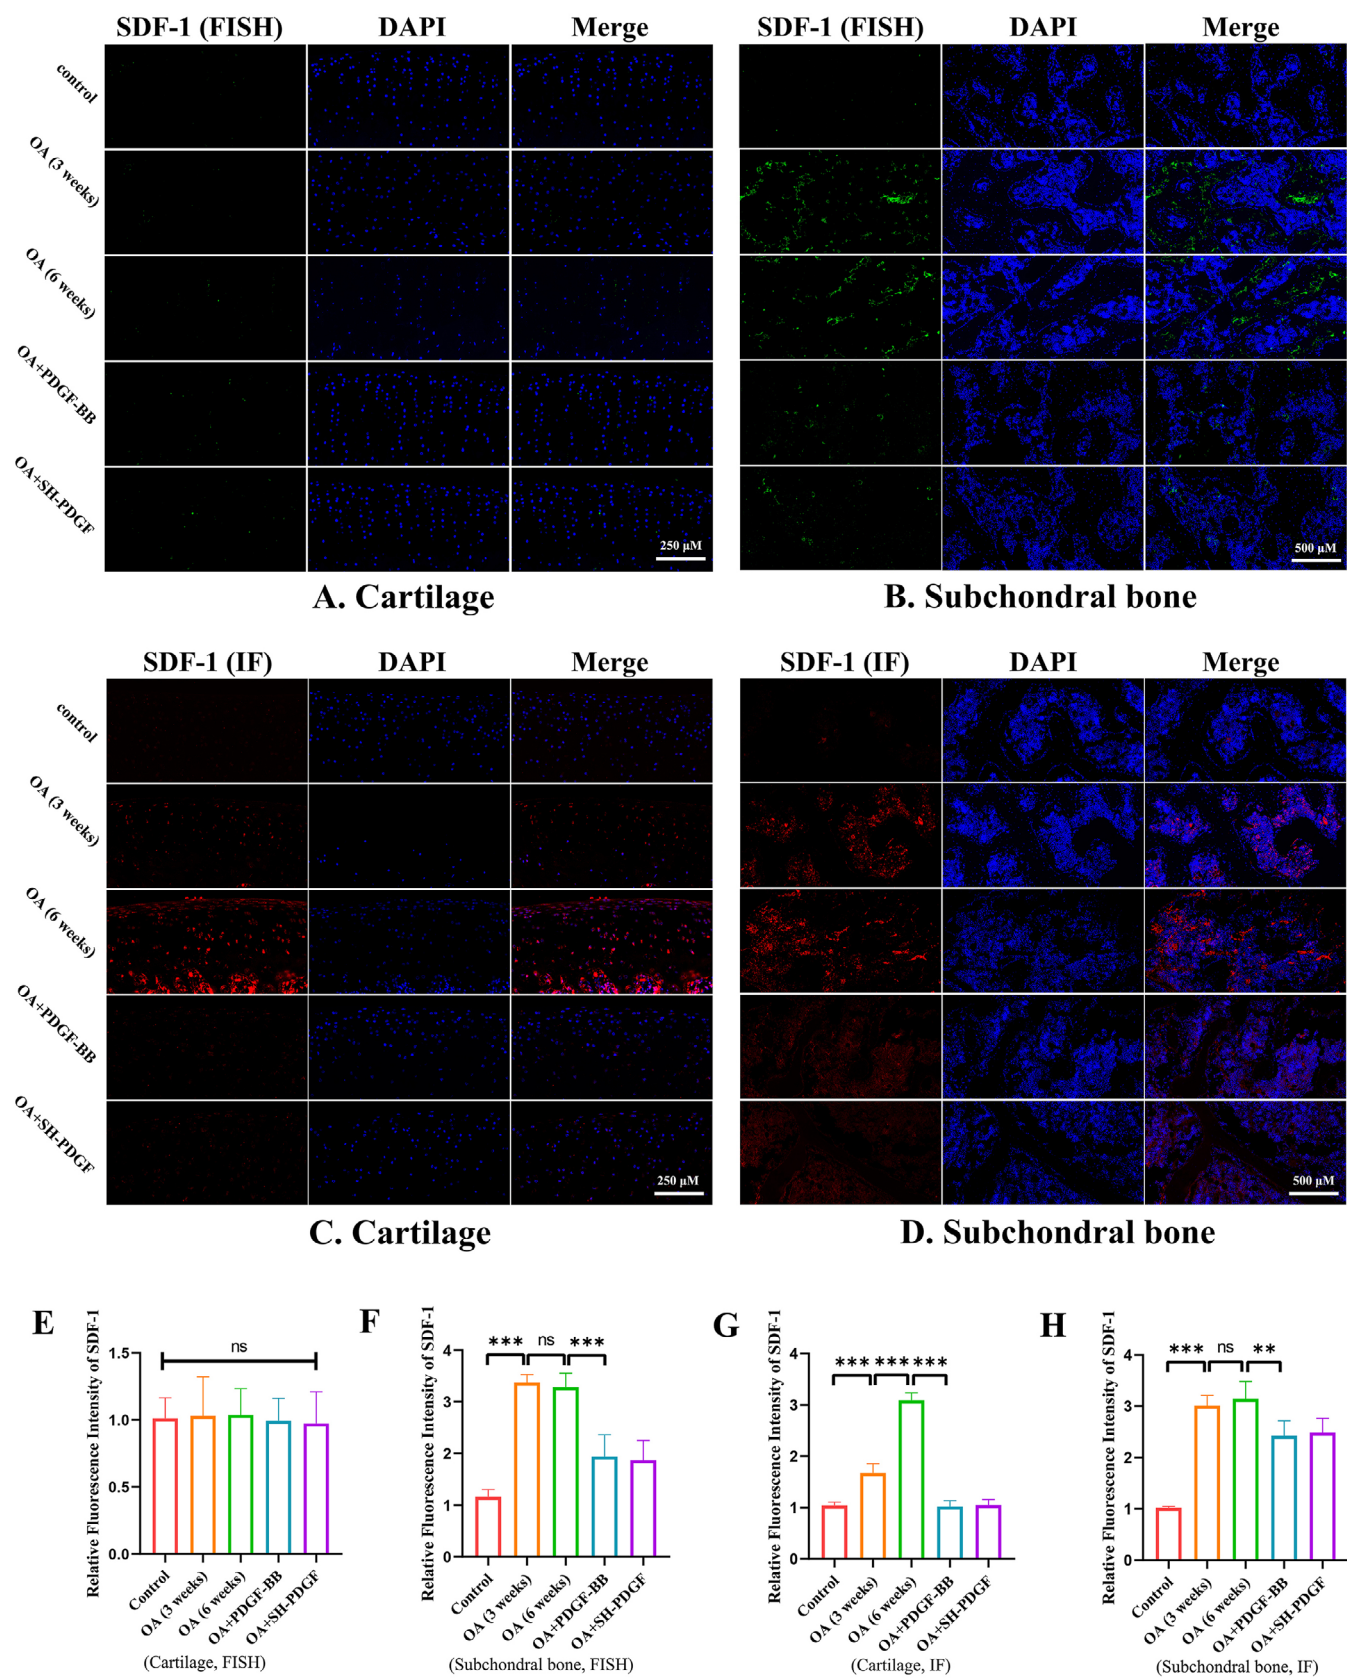 SDF-1 (FISH) DAPI Merge
control
OA (3 weeks)
OA (6 weeks)
OA+PDGF-BB
OA+SH-PDGF
250 μM
A. Cartilage
SDF-1 (FISH) DAPI Merge
500 μM
B. Subchondral bone
SDF-1 (IF) DAPI Merge
control
OA (3 weeks)
OA (6 weeks)
OA+PDGF-BB
OA+SH-PDGF
250 μM
C. Cartilage
SDF-1 (IF) DAPI Merge
500 μM
D. Subchondral bone
E
Relative Fluorescence Intensity of SDF-1
1.5
1.0
0.5
0.0
ns
Control
OA (3 weeks)
OA (6 weeks)
OA+PDGF-BB
OA+SH-PDGF
(Cartilage, FISH)
F
Relative Fluorescence Intensity of SDF-1
4
3
2
1
0
*** ns ***
Control
OA (3 weeks)
OA (6 weeks)
OA+PDGF-BB
OA+SH-PDGF
(Subchondral bone, FISH)
G
Relative Fluorescence Intensity of SDF-1
4
3
2
1
0
*** *** ***
Control
OA (3 weeks)
OA (6 weeks)
OA+PDGF-BB
OA+SH-PDGF
(Cartilage, IF)
H
Relative Fluorescence Intensity of SDF-1
4
3
2
1
0
*** ns **
Control
OA (3 weeks)
OA (6 weeks)
OA+PDGF-BB
OA+SH-PDGF
(Subchondral bone, IF)